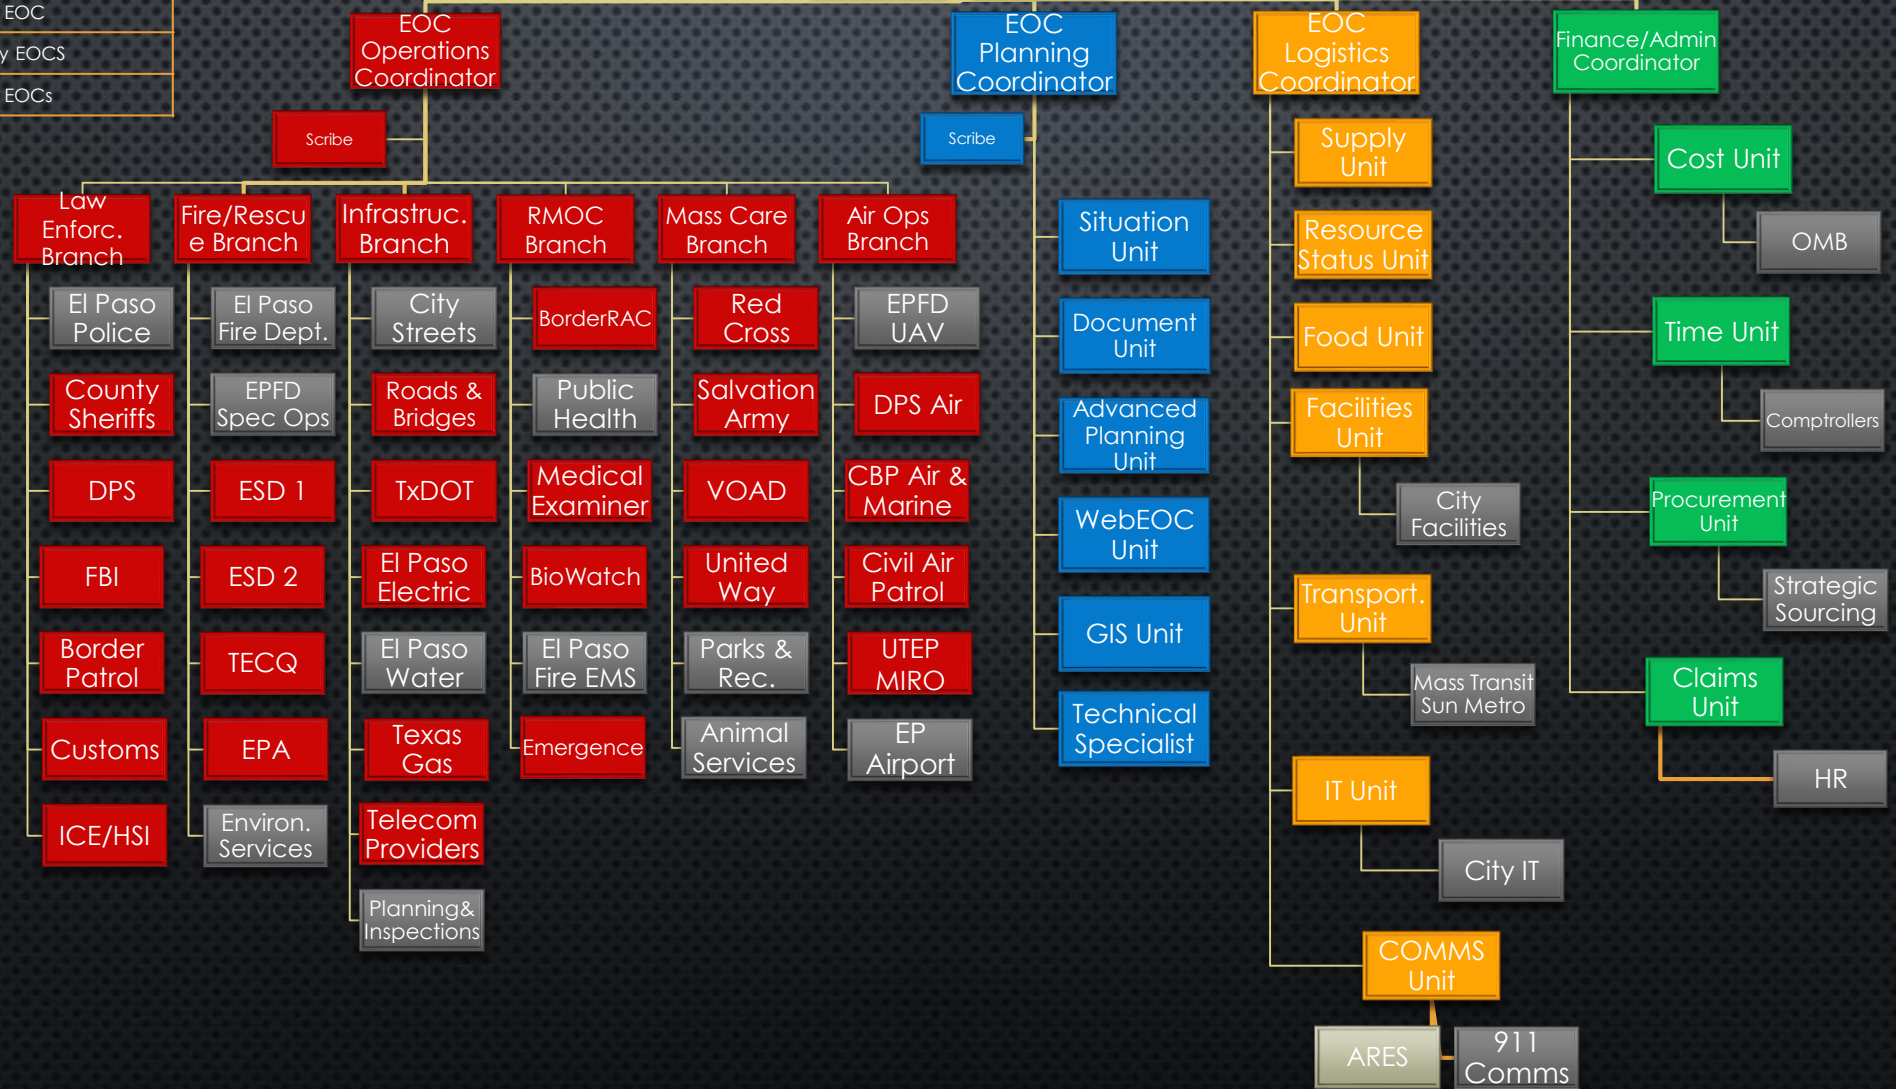 EOC
y EOCS
EOCs
EOC
Operations
Coordinator
Scribe
Law
Enforc.
Branch
El Paso
Police
County
Sheriffs
DPS
FBI
Border
Patrol
Customs
ICE/HSI
Fire/Rescu
e Branch
El Paso
Fire Dept.
EPFD
Spec Ops
ESD 1
ESD 2
TECQ
EPA
Environ.
Services
Infrastruc.
Branch
City
Streets
Roads &
Bridges
TxDOT
El Paso
Electric
El Paso
Water
Texas
Gas
Telecom
Providers
Planning&
Inspections
RMOC
Branch
BorderRAC
Public
Health
Medical
Examiner
BioWatch
El Paso
Fire EMS
Emergence
Mass Care
Branch
Red
Cross
Salvation
Army
VOAD
United
Way
Parks &
Rec.
Animal
Services
Air Ops
Branch
EPFD
UAV
DPS Air
CBP Air &
Marine
Civil Air
Patrol
UTEP
MIRO
EP
Airport
EOC
Planning
Coordinator
Scribe
Situation
Unit
Document
Unit
Advanced
Planning
Unit
WebEOC
Unit
GIS Unit
Technical
Specialist
EOC
Logistics
Coordinator
Supply
Unit
Resource
Status Unit
Food Unit
Facilities
Unit
City
Facilities
Transport.
Unit
Mass Transit
Sun Metro
IT Unit
City IT
COMMS
Unit
ARES
911
Comms
Finance/Admin
Coordinator
Cost Unit
OMB
Time Unit
Comptrollers
Procurement
Unit
Strategic
Sourcing
Claims
Unit
HR